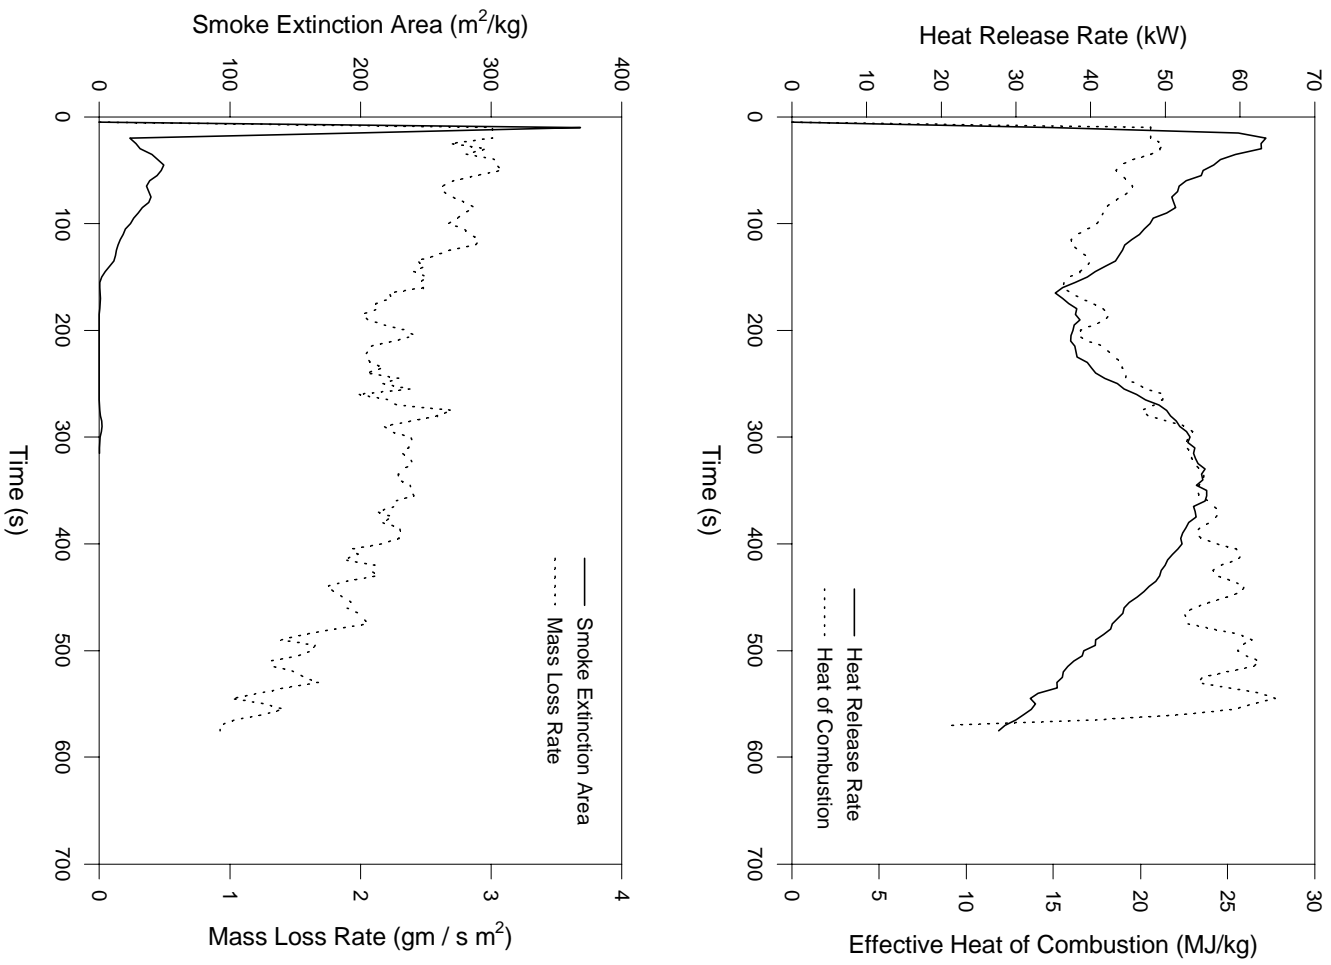 Smoke Extinction Area (m²/kg)
0 100 200 300 400
0 100 200 300 400 500 600 700
Time (s)
Smoke Extinction Area
Mass Loss Rate
0 1 2 3 4
Mass Loss Rate (gm / s m²)
Heat Release Rate (kW)
0 10 20 30 40 50 60 70
0 100 200 300 400 500 600 700
Time (s)
Heat Release Rate
Heat of Combustion
0 5 10 15 20 25 30
Effective Heat of Combustion (MJ/kg)